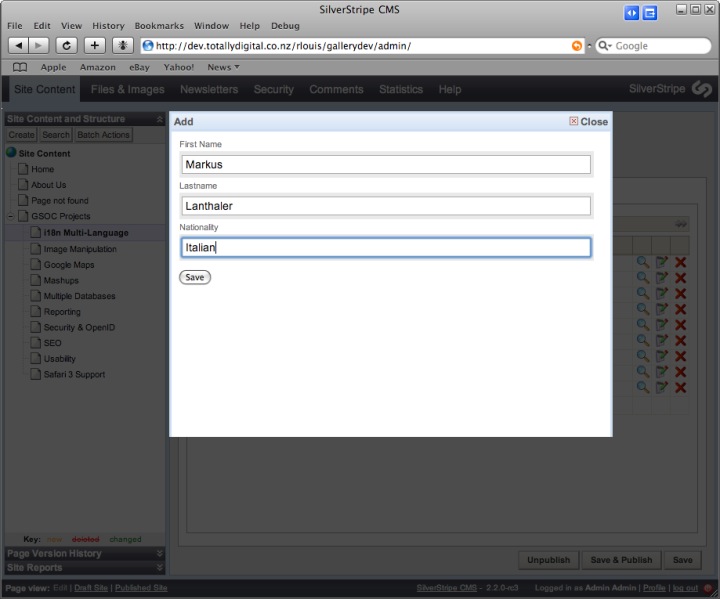 SilverStripe CMS
File Edit View History Bookmarks Window Help Debug
http://dev.totallydigital.co.nz/rlouis/gallerydev/admin/
Google
Apple Amazon eBay Yahoo! News
Site Content Files & Images Newsletters Security Comments Statistics Help SilverStripe
Site Content and Structure
Create Search Batch Actions
Site Content
Home
About Us
Page not found
GSOC Projects
i18n Multi-Language
Image Manipulation
Google Maps
Mashups
Multiple Databases
Reporting
Security & OpenID
SEO
Usability
Safari 3 Support
Add Close
First Name
Markus
Lastname
Lanthaler
Nationality
Italian
Save
Key: new deleted changed
Page Version History
Site Reports
Unpublish Save & Publish Save
Page view: Edit | Draft Site | Published Site
SilverStripe CMS - 2.2.0-rc3 Logged in as Admin Admin | Profile | log out